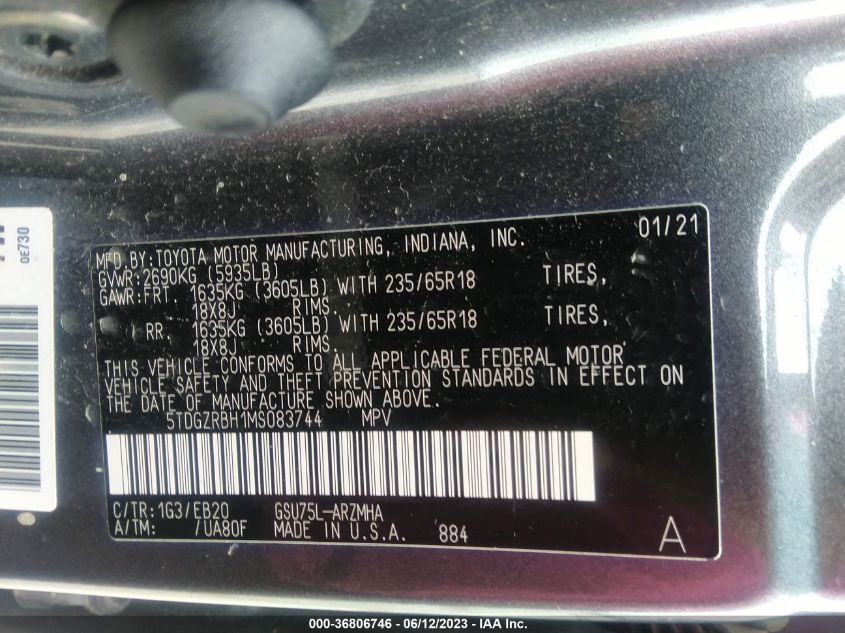 0E730
MFD.BY:TOYOTA MOTOR MANUFACTURING, INDIANA, INC. 01/21
GVWR:2690KG (5935LB)
GAWR:FRT. 1635KG (3605LB) WITH 235/65R18 TIRES,
18X8J RIMS.
RR. 1635KG (3605LB) WITH 235/65R18 TIRES,
18X8J RIMS.
THIS VEHICLE CONFORMS TO ALL APPLICABLE FEDERAL MOTOR
VEHICLE SAFETY AND THEFT PREVENTION STANDARDS IN EFFECT ON
THE DATE OF MANUFACTURE SHOWN ABOVE.
5TDGZRBH1MS083744 MPV
C/TR:1G3/EB20 GSU75L-ARZMHA
A/TM: /UA80F MADE IN U.S.A. 884 A
000-36806746 - 06/12/2023 - IAA Inc.